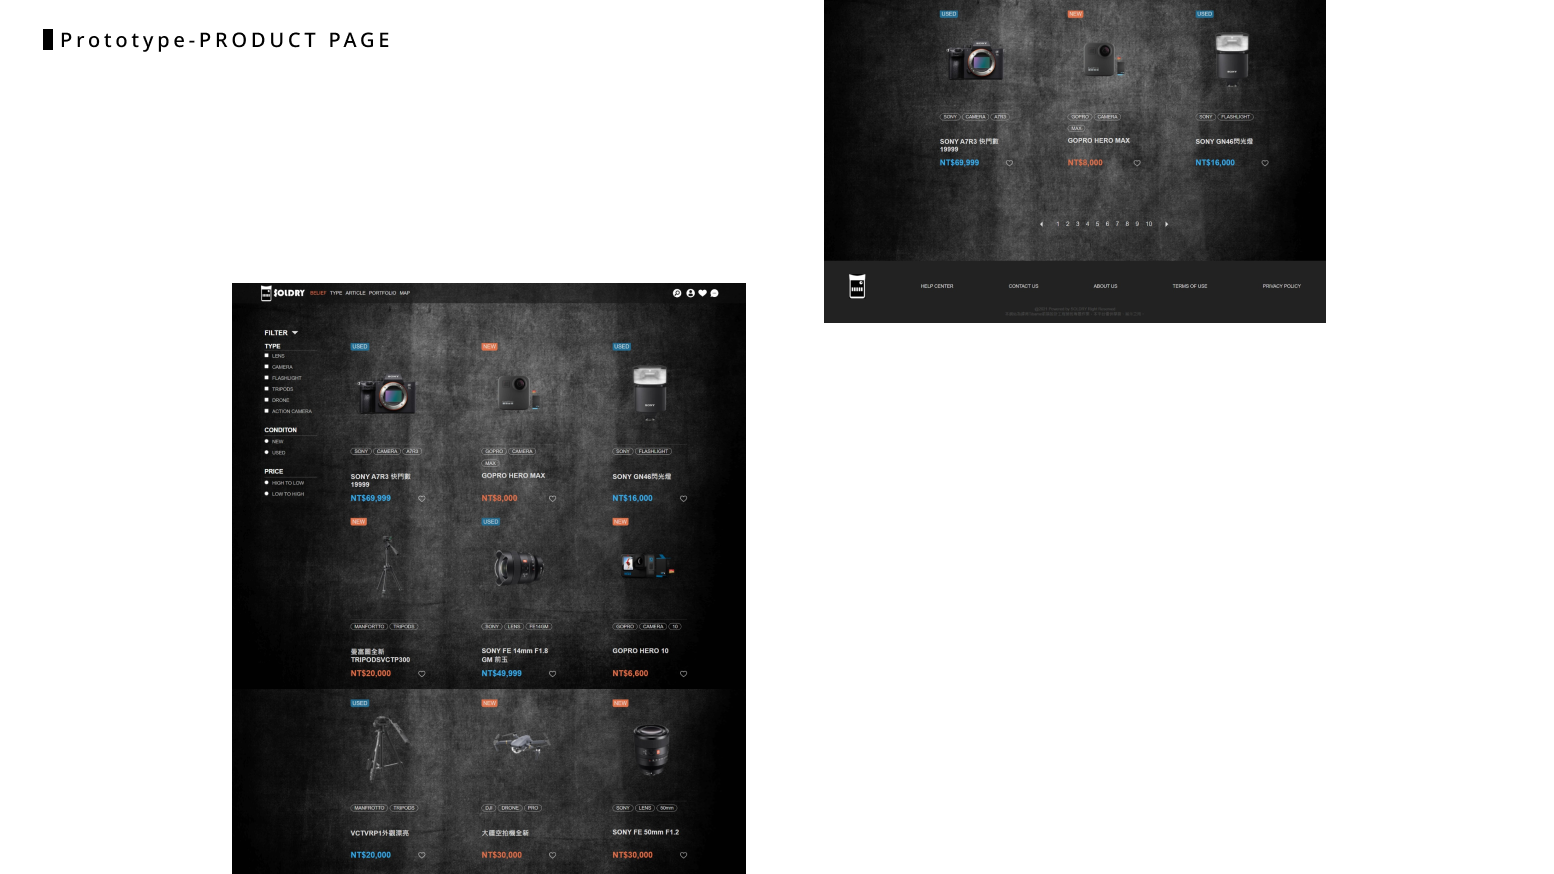 Prototype-PRODUCT PAGE
SOLDRY BELIEF TYPE ARTICLE PORTFOLIO MAP
FILTER
TYPE
LENS
CAMERA
FLASHLIGHT
TRIPODS
DRONE
ACTION CAMERA
CONDITON
NEW
USED
PRICE
HIGH TO LOW
LOW TO HIGH
USED
SONY CAMERA A7R3
SONY A7R3 快門數
19999
NT$69,999
NEW
GOPRO CAMERA
MAX
GOPRO HERO MAX
NT$8,000
USED
SONY FLASHLIGHT
SONY GN46閃光燈
NT$16,000
NEW
MANFORTTO TRIPODS
曼富圖全新
TRIPODSVCTP300
NT$20,000
USED
SONY LENS FE14GM
SONY FE 14mm F1.8
GM 前玉
NT$49,999
NEW
GOPRO CAMERA 10
GOPRO HERO 10
NT$6,600
USED
MANFROTTO TRIPODS
VCTVRP1外觀漂亮
NT$20,000
NEW
DJI DRONE PRO
大疆空拍機全新
NT$30,000
NEW
SONY LENS 50mm
SONY FE 50mm F1.2
NT$30,000
USED
SONY CAMERA A7R3
SONY A7R3 快門數
19999
NT$69,999
NEW
GOPRO CAMERA
MAX
GOPRO HERO MAX
NT$8,000
USED
SONY FLASHLIGHT
SONY GN46閃光燈
NT$16,000
1 2 3 4 5 6 7 8 9 10
HELP CENTER CONTACT US ABOUT US TERMS OF USE PRIVACY POLICY